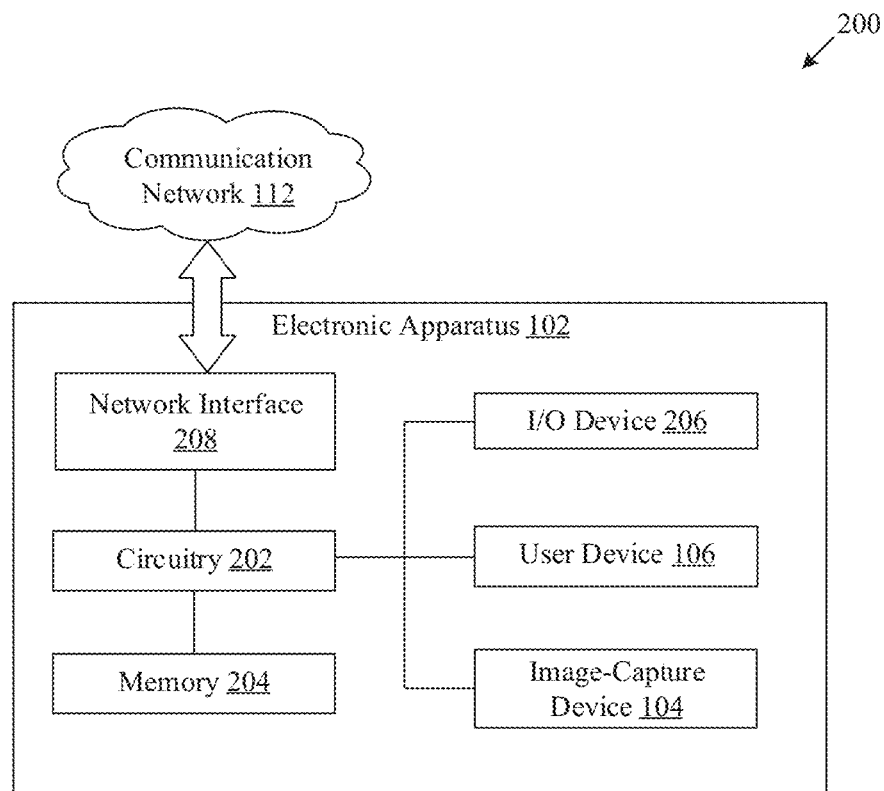 200
Communication
Network 112
Electronic Apparatus 102
Network Interface
208
I/O Device 206
Circuitry 202
User Device 106
Memory 204
Image-Capture
Device 104